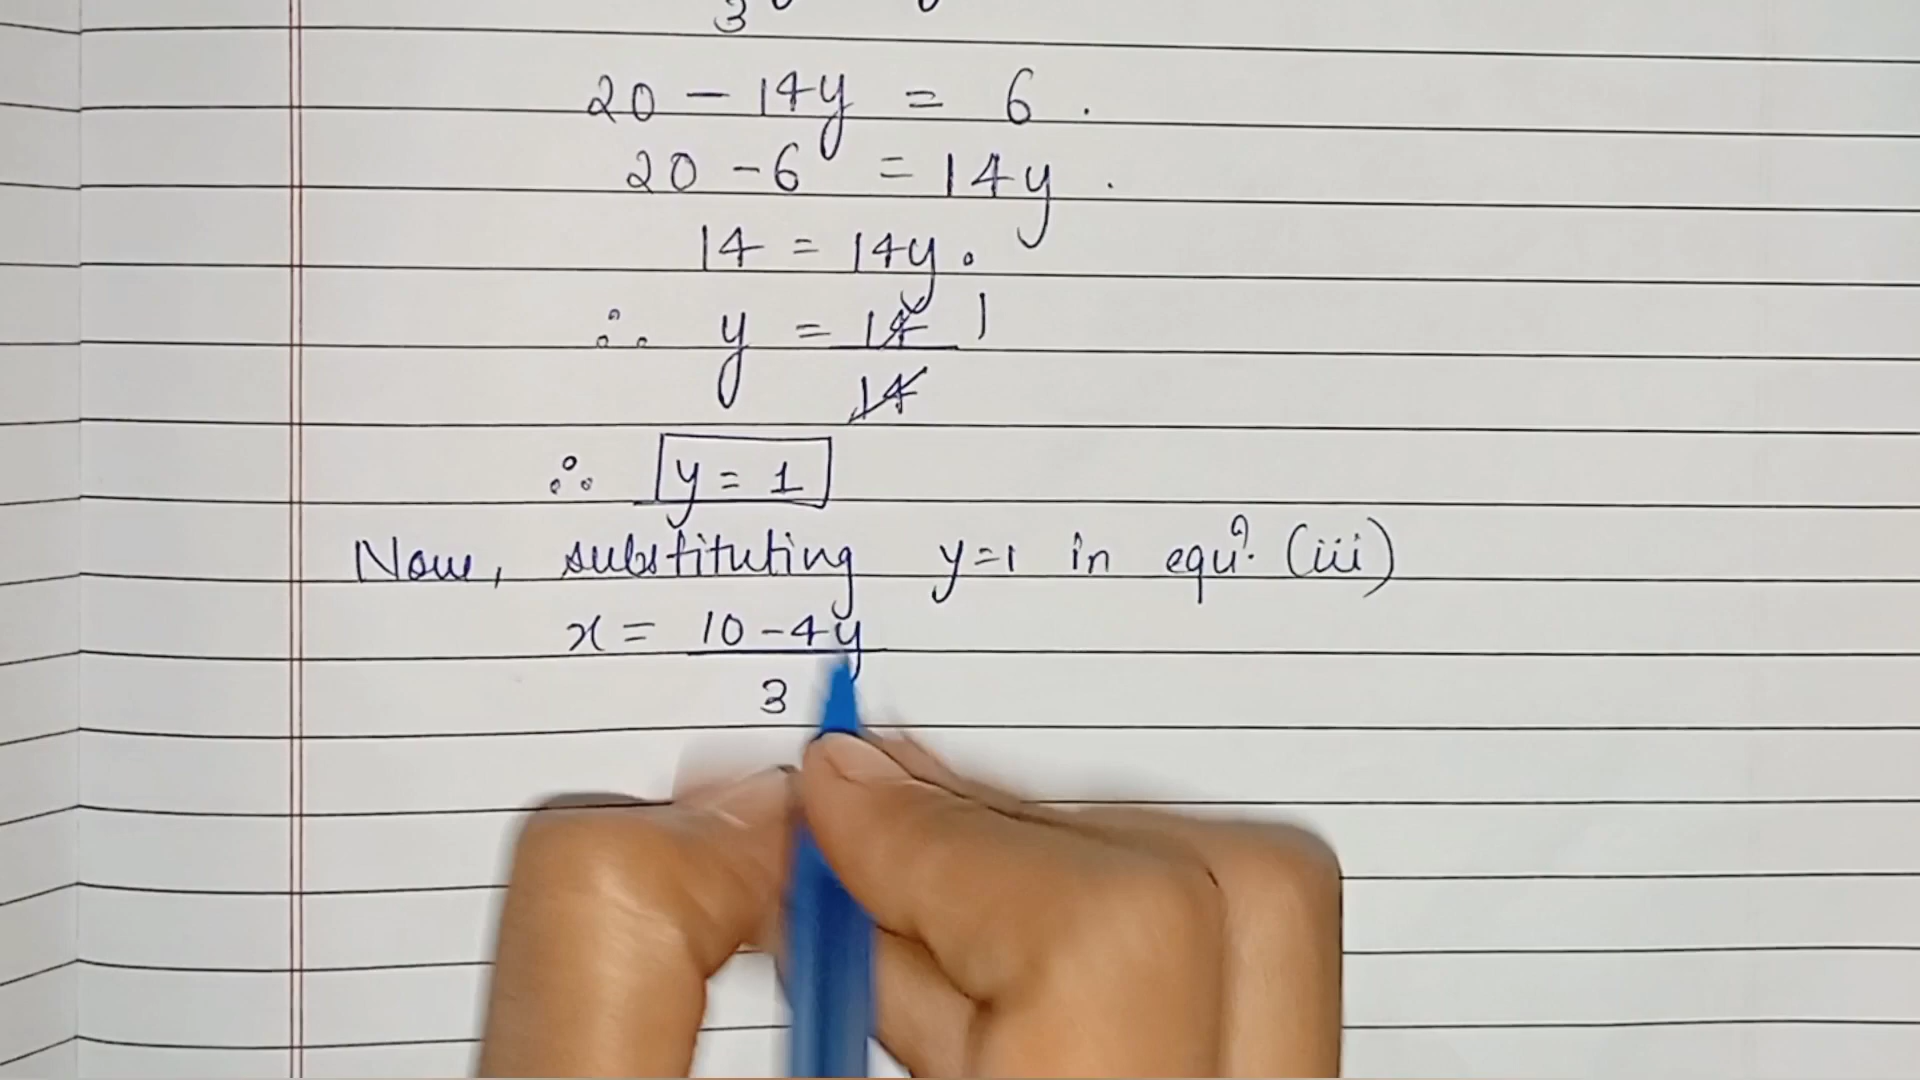 3
20 - 14y = 6 .
20 - 6 = 14y .
14 = 14y .
∴ y = 14 1
14
∴ y = 1
Now, substituting y=1 in equⁿ. (iii)
x = 10 - 4y
3